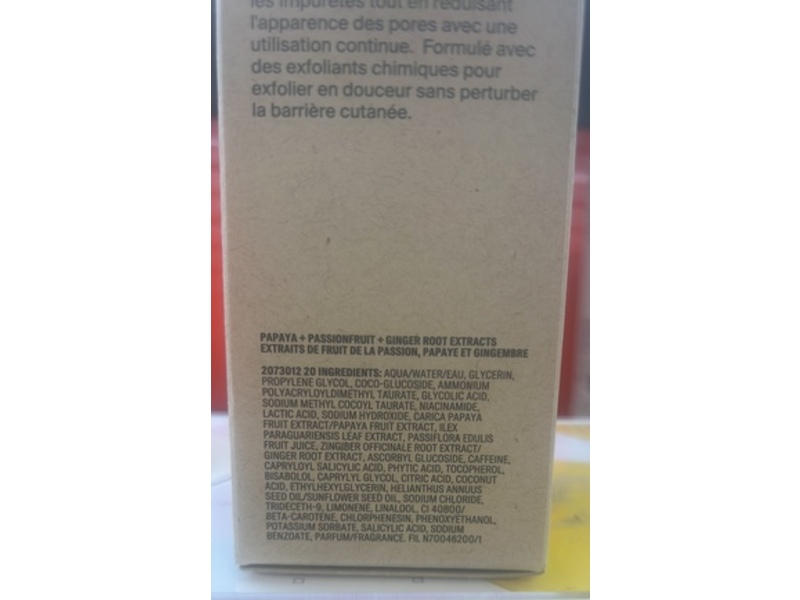 les impuretés tout en réduisant
l'apparence des pores avec une
utilisation continue. Formulé avec
des exfoliants chimiques pour
exfolier en douceur sans perturber
la barrière cutanée.
PAPAYA + PASSIONFRUIT + GINGER ROOT EXTRACTS
EXTRAITS DE FRUIT DE LA PASSION, PAPAYE ET GINGEMBRE
2073012 20 INGREDIENTS: AQUA/WATER/EAU, GLYCERIN,
PROPYLENE GLYCOL, COCO-GLUCOSIDE, AMMONIUM
POLYACRYLOYLDIMETHYL TAURATE, GLYCOLIC ACID,
SODIUM METHYL COCOYL TAURATE, NIACINAMIDE,
LACTIC ACID, SODIUM HYDROXIDE, CARICA PAPAYA
FRUIT EXTRACT/PAPAYA FRUIT EXTRACT, ILEX
PARAGUARIENSIS LEAF EXTRACT, PASSIFLORA EDULIS
FRUIT JUICE, ZINGIBER OFFICINALE ROOT EXTRACT/
GINGER ROOT EXTRACT, ASCORBYL GLUCOSIDE, CAFFEINE,
CAPRYLOYL SALICYLIC ACID, PHYTIC ACID, TOCOPHEROL,
BISABOLOL, CAPRYLYL GLYCOL, CITRIC ACID, COCONUT
ACID, ETHYLHEXYLGLYCERIN, HELIANTHUS ANNUUS
SEED OIL/SUNFLOWER SEED OIL, SODIUM CHLORIDE,
TRIDECETH-9, LIMONENE, LINALOOL, CI 40800/
BETA-CAROTENE, CHLORPHENESIN, PHENOXYETHANOL,
POTASSIUM SORBATE, SALICYLIC ACID, SODIUM
BENZOATE, PARFUM/FRAGRANCE. FIL N70046200/1